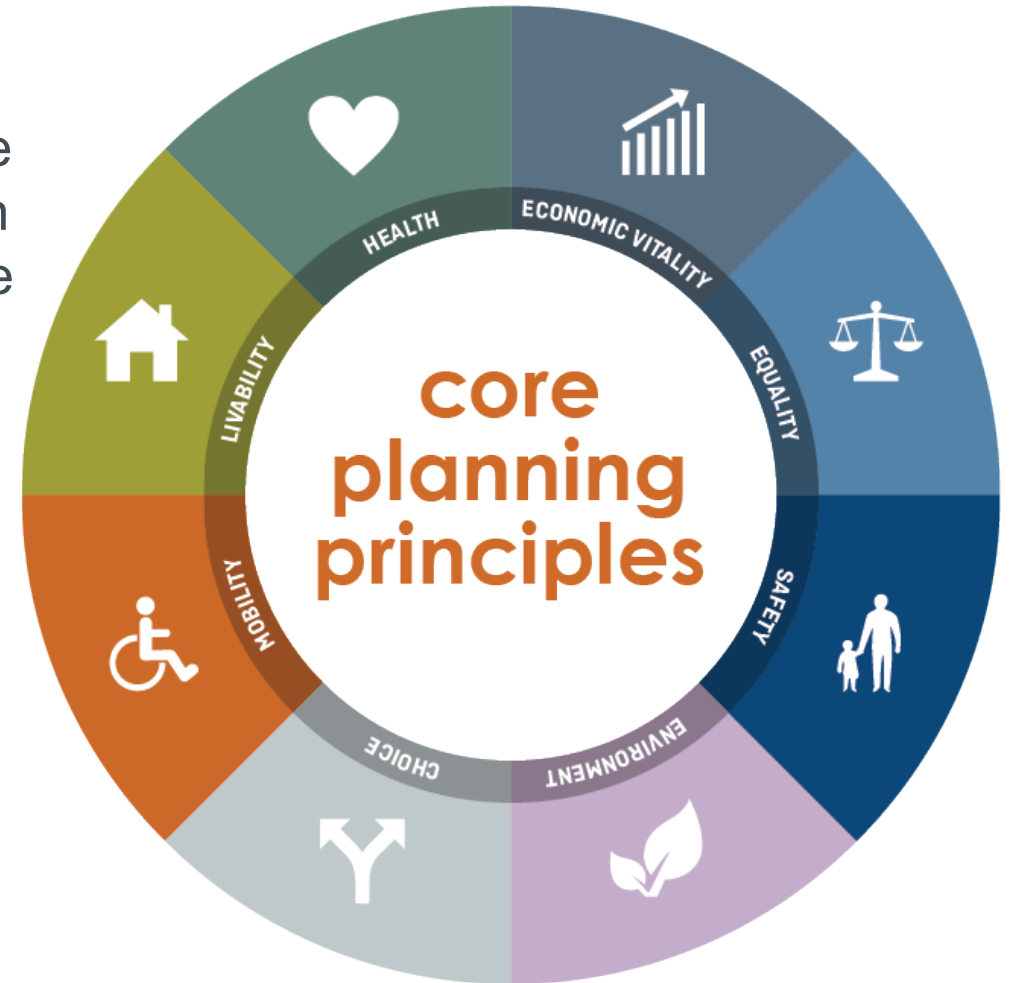 e
n
e
core
planning
principles
HEALTH
ECONOMIC VITALITY
EQUALITY
SAFETY
ENVIRONMENT
CHOICE
MOBILITY
LIVABILITY